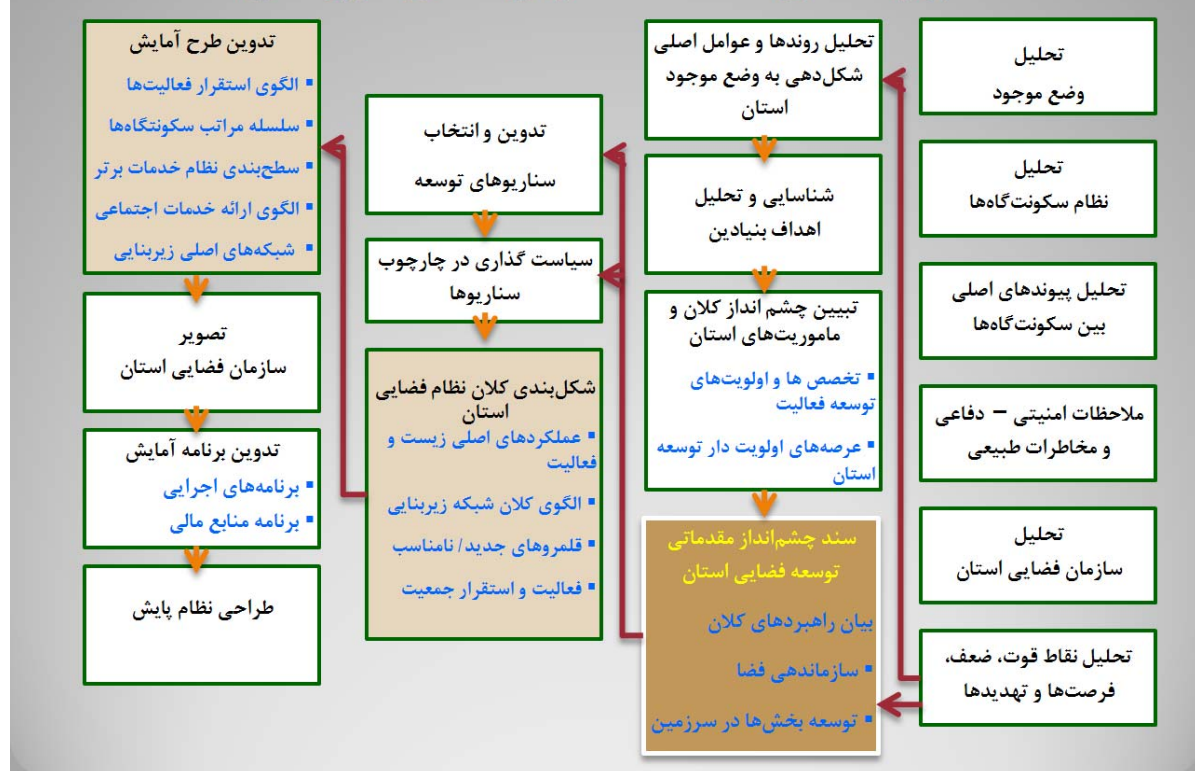 تحلیل
وضع موجود
تحلیل
نظام سکونت‌گاه‌ها
تحلیل پیوندهای اصلی
بین سکونت‌گاه‌ها
ملاحظات امنیتی – دفاعی
و مخاطرات طبیعی
تحلیل
سازمان فضایی استان
تحلیل نقاط قوت، ضعف،
فرصت‌ها و تهدیدها
تحلیل روندها و عوامل اصلی
شکل‌دهی به وضع موجود
استان
شناسایی و تحلیل
اهداف بنیادین
تبیین چشم انداز کلان و
ماموریت‌های استان
▪ تخصص ها و اولویت‌های
توسعه فعالیت
▪ عرصه‌های اولویت دار توسعه
استان
سند چشم‌انداز مقدماتی
توسعه فضایی استان
بیان راهبردهای کلان
▪ سازماندهی فضا
▪ توسعه بخش‌ها در سرزمین
تدوین و انتخاب
سناریوهای توسعه
سیاست گذاری در چارچوب
سناریوها
شکل‌بندی کلان نظام فضایی
استان
▪ عملکردهای اصلی زیست و
فعالیت
▪ الگوی کلان شبکه زیربنایی
▪ قلمروهای جدید/ نامناسب
▪ فعالیت و استقرار جمعیت
تدوین طرح آمایش
▪ الگوی استقرار فعالیت‌ها
▪ سلسله مراتب سکونتگاه‌ها
▪ سطح‌بندی نظام خدمات برتر
▪ الگوی ارائه خدمات اجتماعی
▪ شبکه‌های اصلی زیربنایی
تصویر
سازمان فضایی استان
تدوین برنامه آمایش
▪ برنامه‌های اجرایی
▪ برنامه منابع مالی
طراحی نظام پایش